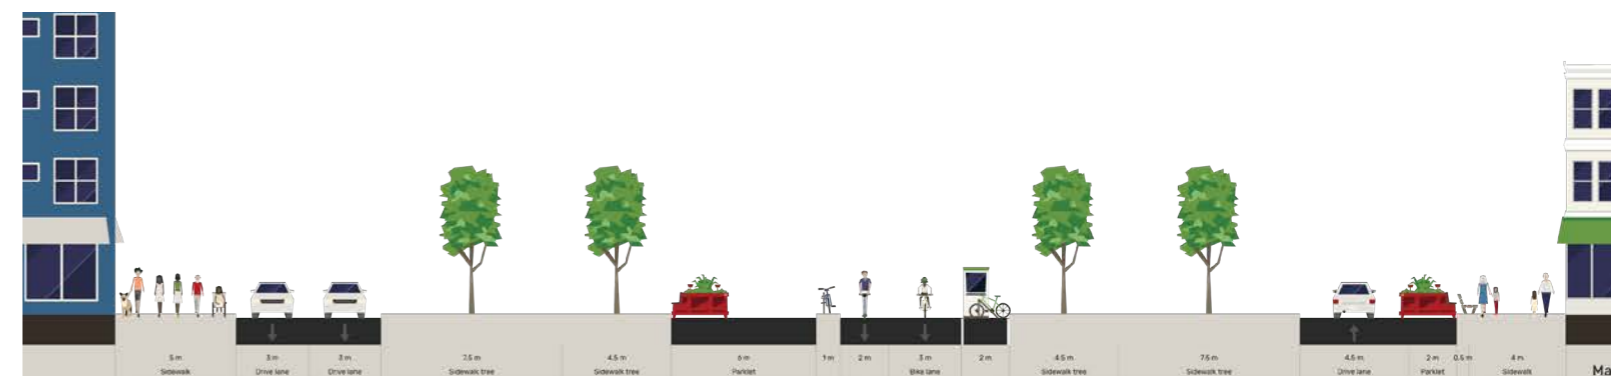 5 m 3 m 3 m 7.5 m 4.5 m 6 m 1 m 2 m 3 m 2 m 4.5 m 7.5 m 4.5 m 2 m 0.5 m 4 m
Sidewalk Drive lane Drive lane Sidewalk tree Sidewalk tree Parklet Bike lane Sidewalk tree Sidewalk tree Drive lane Parklet Sidewalk Ma